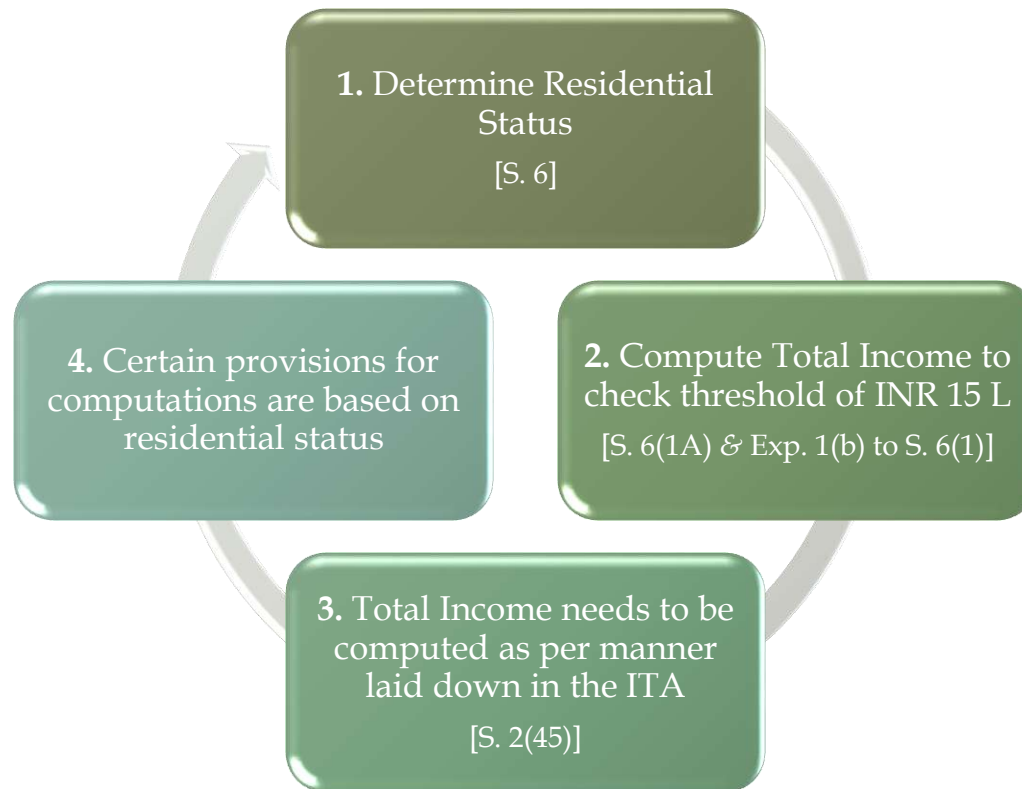 1. Determine Residential
Status
[S. 6]
2. Compute Total Income to
check threshold of INR 15 L
[S. 6(1A) & Exp. 1(b) to S. 6(1)]
3. Total Income needs to be
computed as per manner
laid down in the ITA
[S. 2(45)]
4. Certain provisions for
computations are based on
residential status